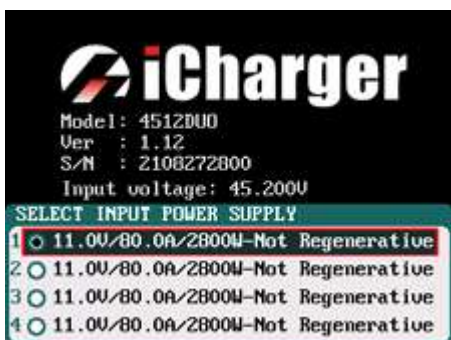 iCharger
Model: 4512DUO
Ver : 1.12
S/N : 2108272800
Input voltage: 45.200V
SELECT INPUT POWER SUPPLY
1 11.0V/80.0A/2800W-Not Regenerative
2 11.0V/80.0A/2800W-Not Regenerative
3 11.0V/80.0A/2800W-Not Regenerative
4 11.0V/80.0A/2800W-Not Regenerative